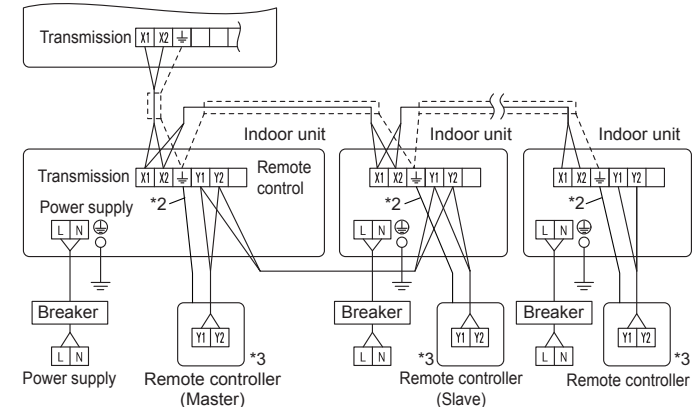 Transmission X1 X2
Indoor unit Indoor unit Indoor unit
Transmission X1 X2 Y1 Y2 Remote control
X1 X2 Y1 Y2
X1 X2 Y1 Y2
*2 *2 *2
Power supply
L N L N L N
Breaker Breaker Breaker
Y1 Y2 Y1 Y2 Y1 Y2
L N *3 L N *3 L N *3
Power supply
Remote controller
(Master)
Remote controller
(Slave)
Remote controller